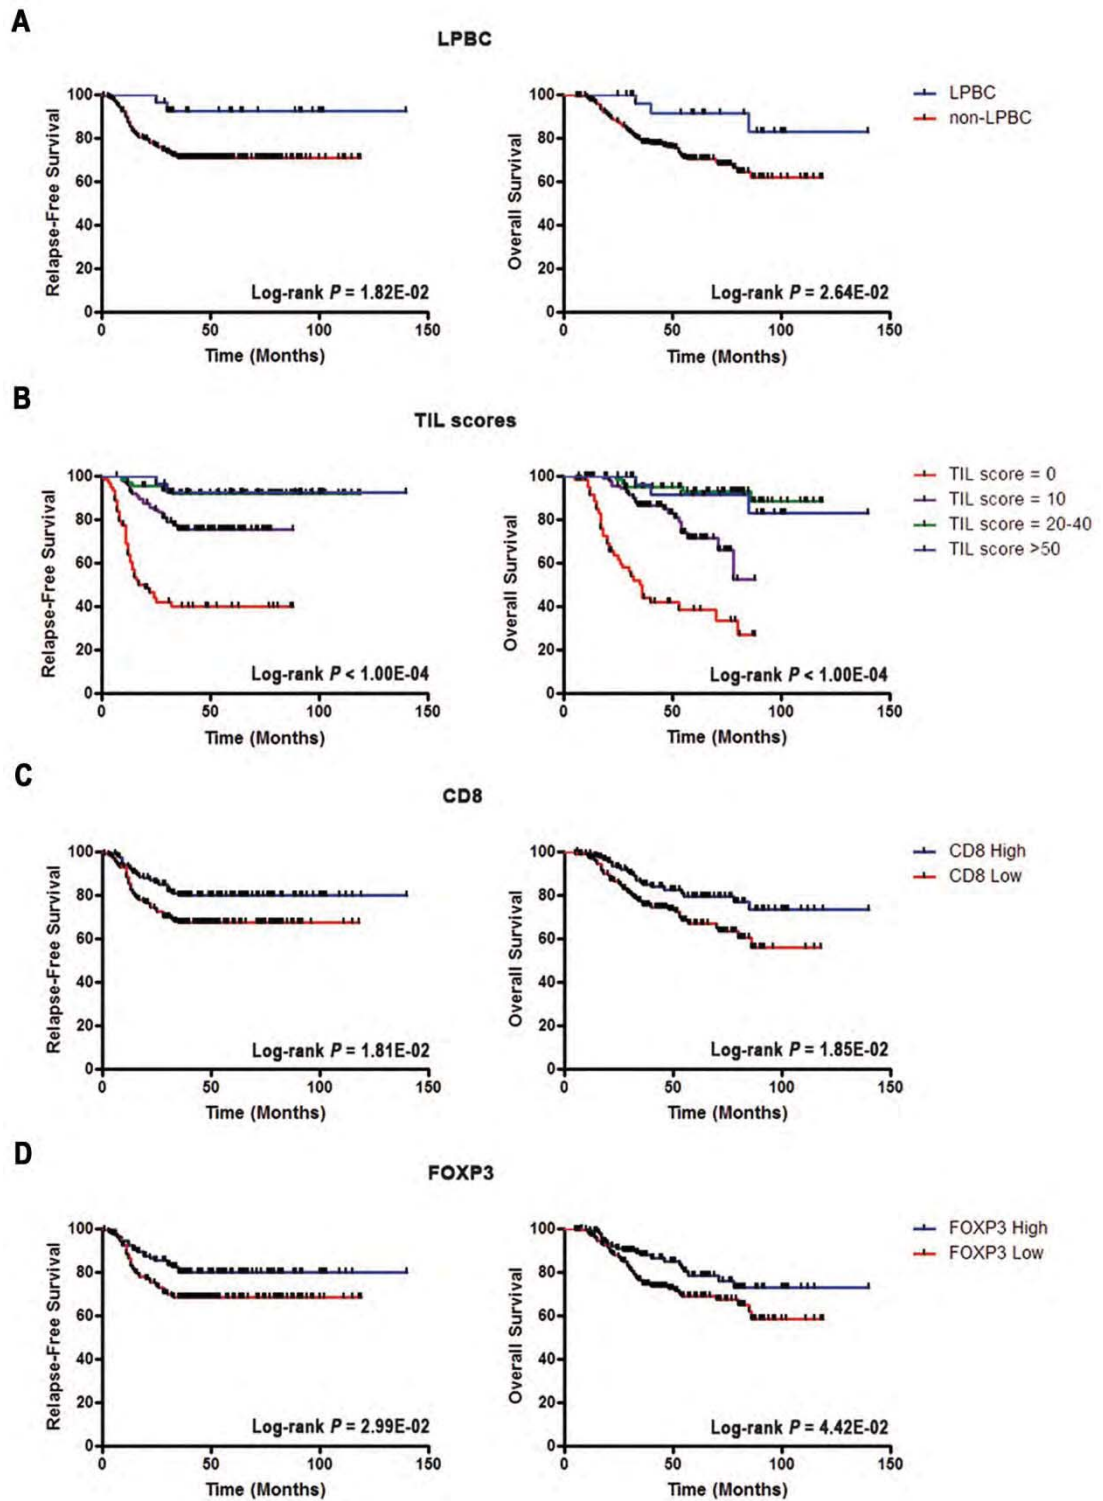 A
LPBC
Relapse-Free Survival
100
80
60
40
20
0
Log-rank P = 1.82E-02
0 50 100 150
Time (Months)
Overall Survival
100
80
60
40
20
0
Log-rank P = 2.64E-02
0 50 100 150
Time (Months)
LPBC
non-LPBC
B
TIL scores
Relapse-Free Survival
100
80
60
40
20
0
Log-rank P < 1.00E-04
0 50 100 150
Time (Months)
Overall Survival
100
80
60
40
20
0
Log-rank P < 1.00E-04
0 50 100 150
Time (Months)
TIL score = 0
TIL score = 10
TIL score = 20-40
TIL score >50
C
CD8
Relapse-Free Survival
100
80
60
40
20
0
Log-rank P = 1.81E-02
0 50 100 150
Time (Months)
Overall Survival
100
80
60
40
20
0
Log-rank P = 1.85E-02
0 50 100 150
Time (Months)
CD8 High
CD8 Low
D
FOXP3
Relapse-Free Survival
100
80
60
40
20
0
Log-rank P = 2.99E-02
0 50 100 150
Time (Months)
Overall Survival
100
80
60
40
20
0
Log-rank P = 4.42E-02
0 50 100 150
Time (Months)
FOXP3 High
FOXP3 Low